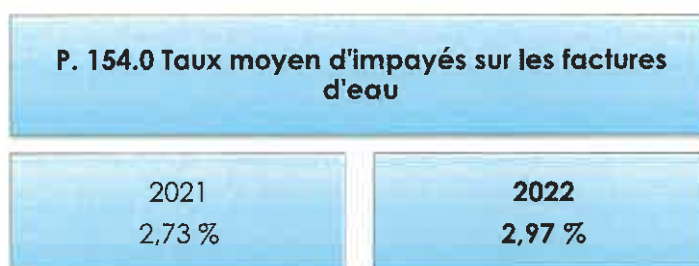 P. 154.0 Taux moyen d'impayés sur les factures
d'eau
2021
2,73 %
2022
2,97 %